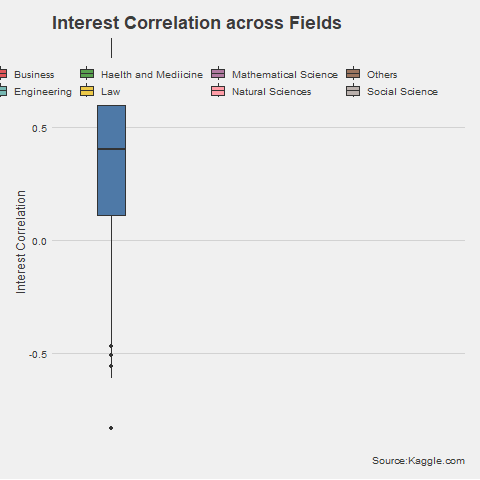 Interest Correlation across Fields
Business Haelth and Mediicine Mathematical Science Others
Engineering Law Natural Sciences Social Science
0.5
0.0
-0.5
Interest Correlation
Source:Kaggle.com